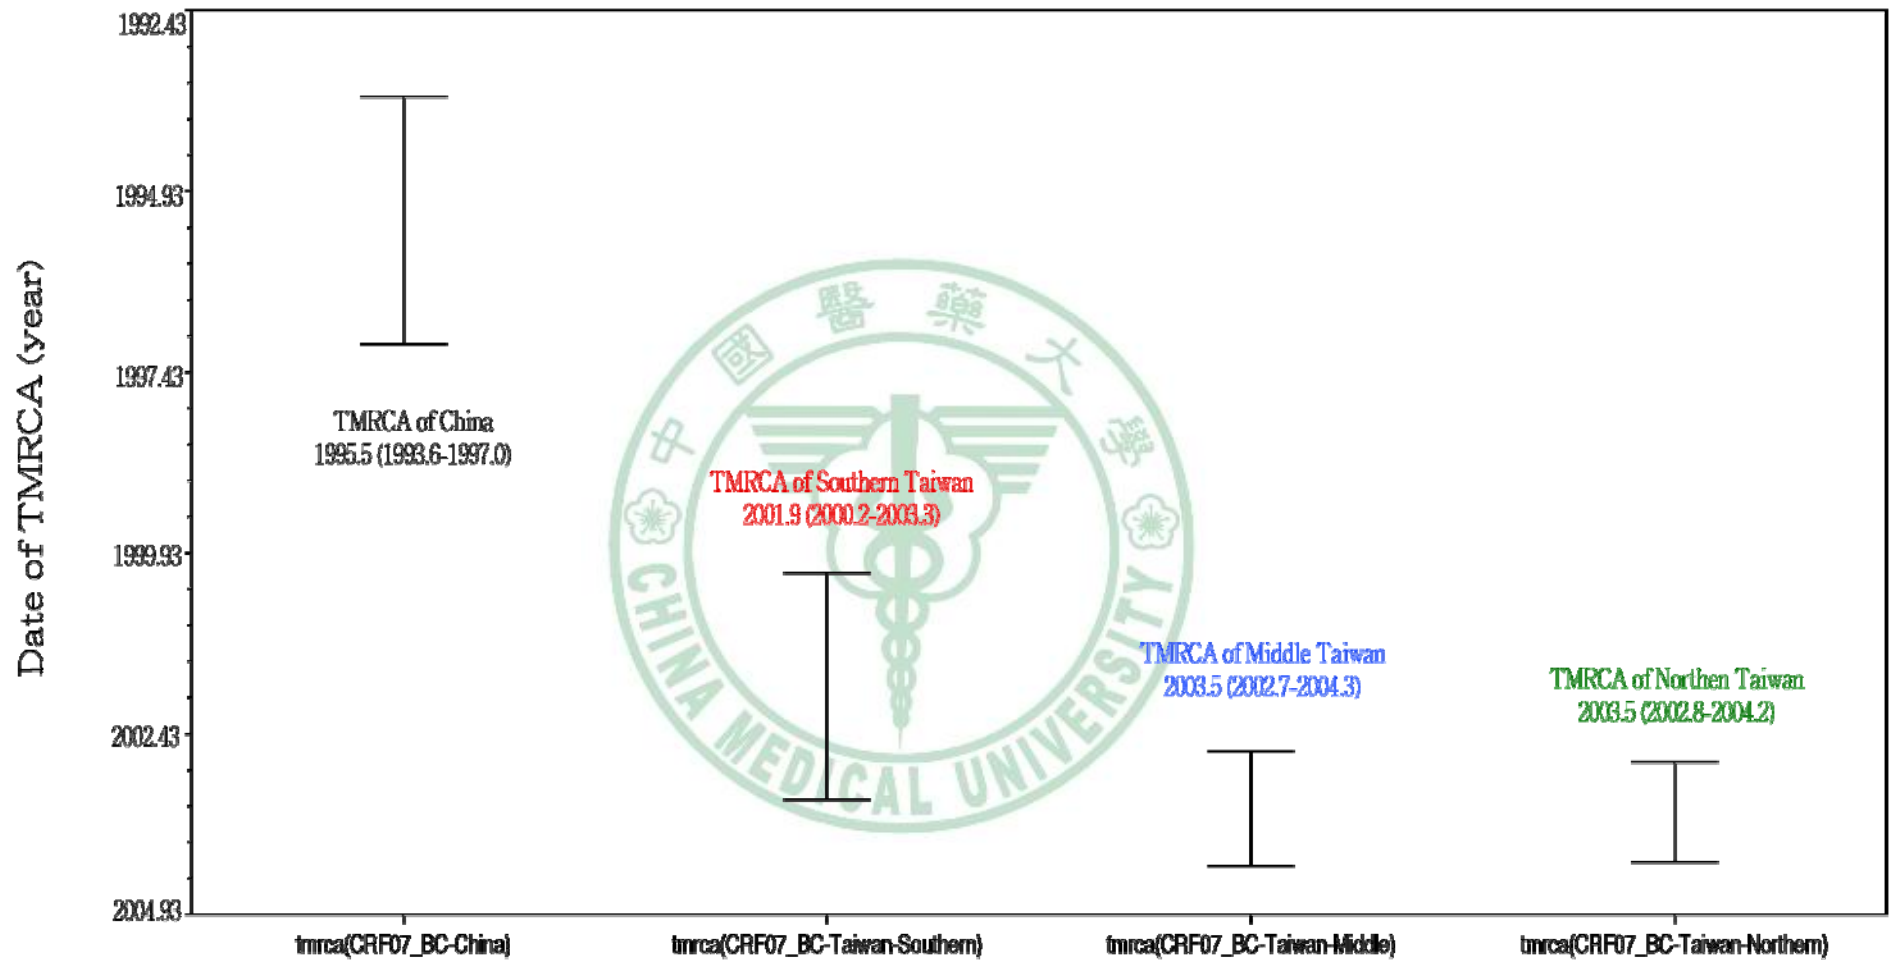 Date of TMRCA (year)
1992.43
1994.93
1997.43
1999.93
2002.43
2004.93
TMRCA of China
1995.5 (1993.6-1997.0)
TMRCA of Southern Taiwan
2001.9 (2000.2-2003.3)
TMRCA of Middle Taiwan
2003.5 (2002.7-2004.3)
TMRCA of Northen Taiwan
2003.5 (2002.8-2004.2)
中國醫藥大學
CHINA MEDICAL UNIVERSITY
tmrca(CRF07_BC-China)
tmrca(CRF07_BC-Taiwan-Southern)
tmrca(CRF07_BC-Taiwan-Middle)
tmrca(CRF07_BC-Taiwan-Northern)